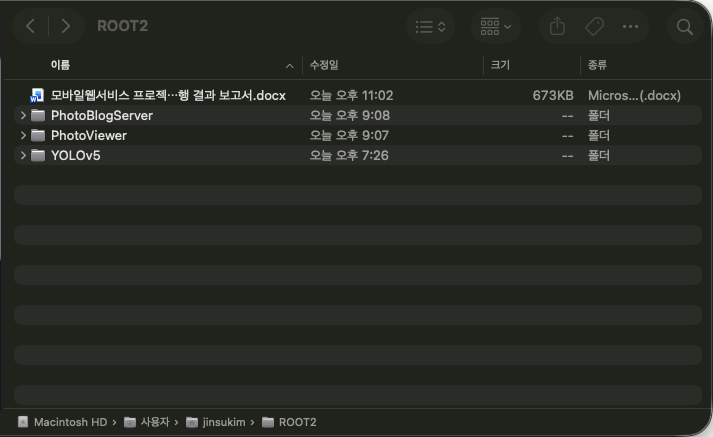 ROOT2
이름 수정일 크기 종류
모바일웹서비스 프로젝…행 결과 보고서.docx 오늘 오후 11:02 673KB Micros...(.docx)
PhotoBlogServer 오늘 오후 9:08 -- 폴더
PhotoViewer 오늘 오후 9:07 -- 폴더
YOLOv5 오늘 오후 7:26 -- 폴더
Macintosh HD › 사용자 › jinsukim › ROOT2